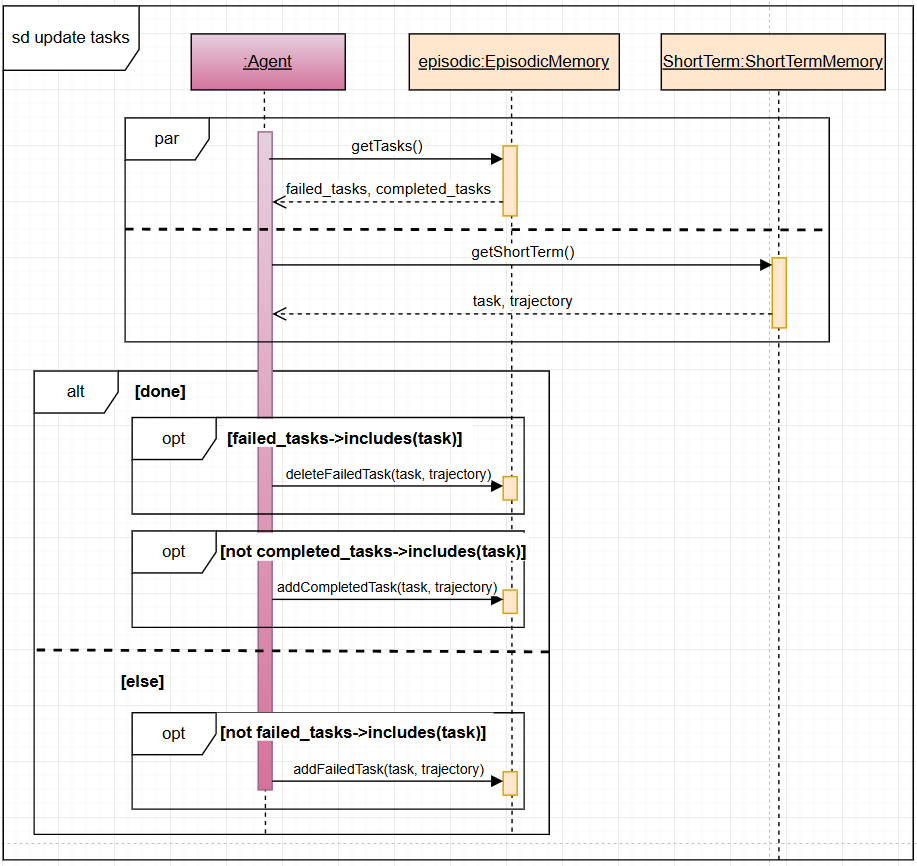 sd update tasks
:Agent
episodic:EpisodicMemory
ShortTerm:ShortTermMemory
par
getTasks()
failed_tasks, completed_tasks
getShortTerm()
task, trajectory
alt
[done]
opt
[failed_tasks->includes(task)]
deleteFailedTask(task, trajectory)
opt
[not completed_tasks->includes(task)]
addCompletedTask(task, trajectory)
[else]
opt
[not failed_tasks->includes(task)]
addFailedTask(task, trajectory)